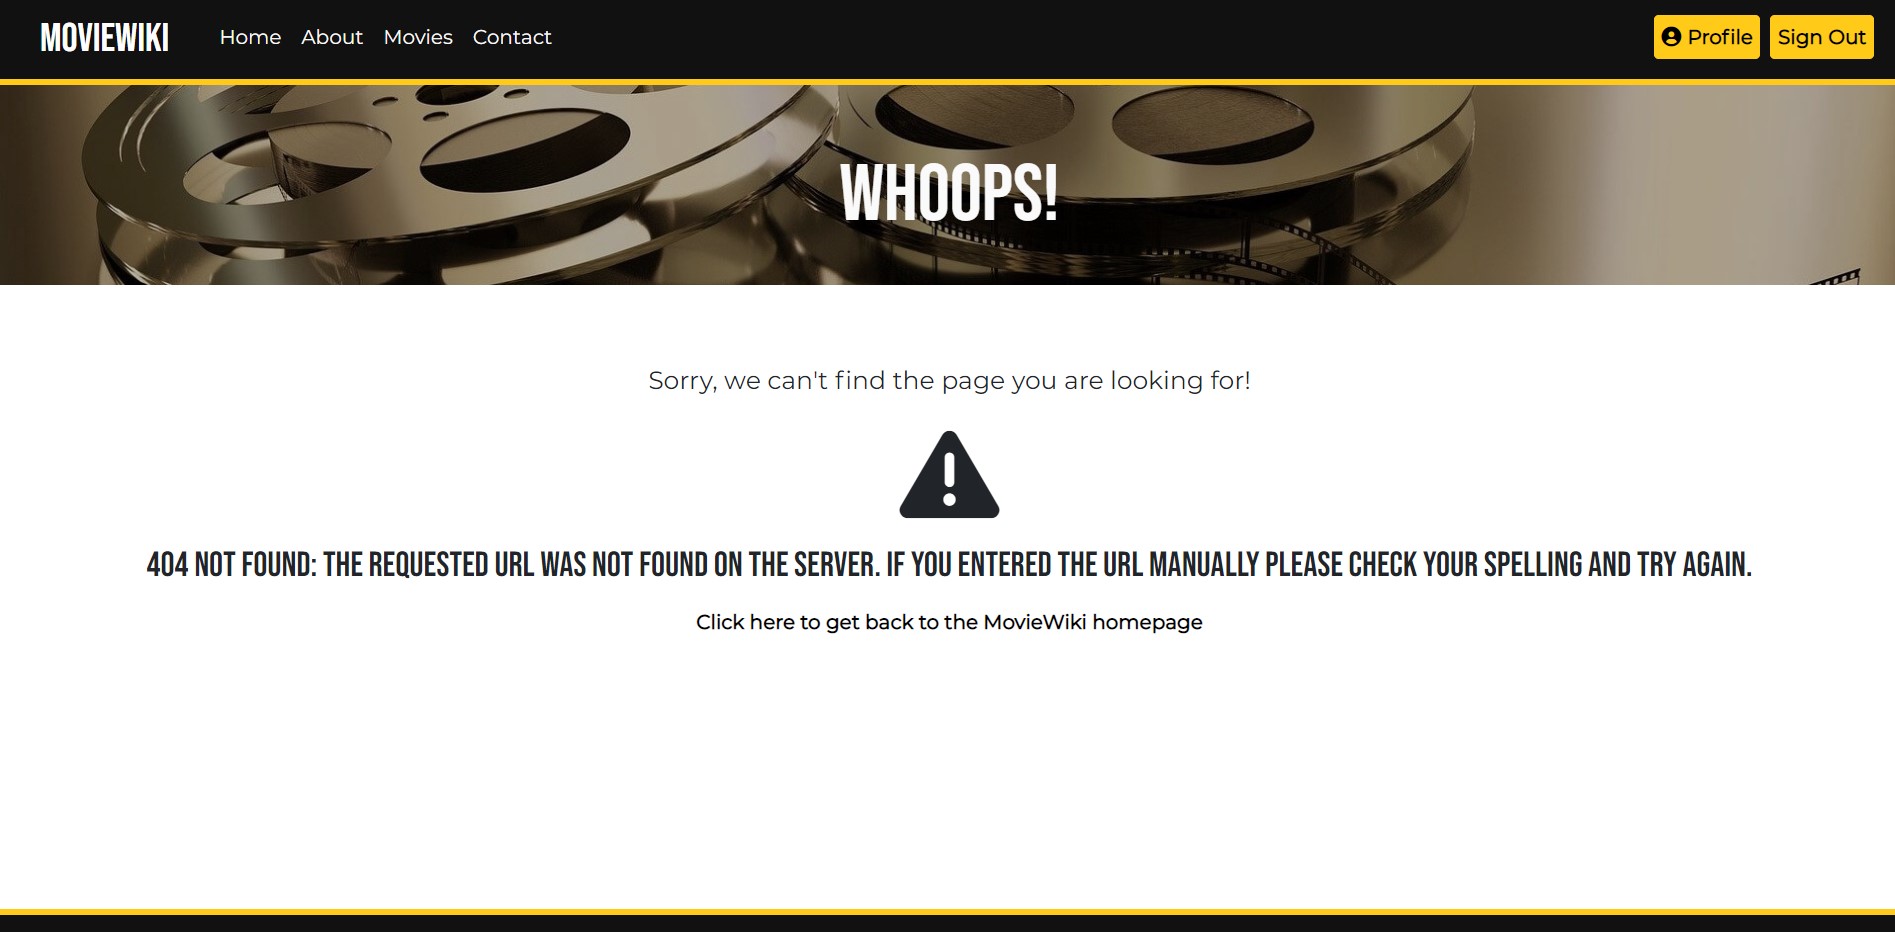 MOVIEWIKI Home About Movies Contact Profile Sign Out
WHOOPS!
Sorry, we can't find the page you are looking for!
404 NOT FOUND: THE REQUESTED URL WAS NOT FOUND ON THE SERVER. IF YOU ENTERED THE URL MANUALLY PLEASE CHECK YOUR SPELLING AND TRY AGAIN.
Click here to get back to the MovieWiki homepage